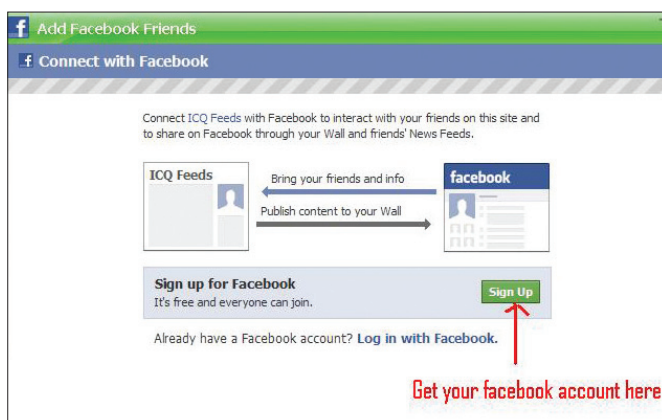 f Add Facebook Friends
f Connect with Facebook
Connect ICQ Feeds with Facebook to interact with your friends on this site and
to share on Facebook through your Wall and friends' News Feeds.
ICQ Feeds
Bring your friends and info
facebook
Publish content to your Wall
Sign up for Facebook
It's free and everyone can join.
Sign Up
Already have a Facebook account? Log in with Facebook.
Get your facebook account here